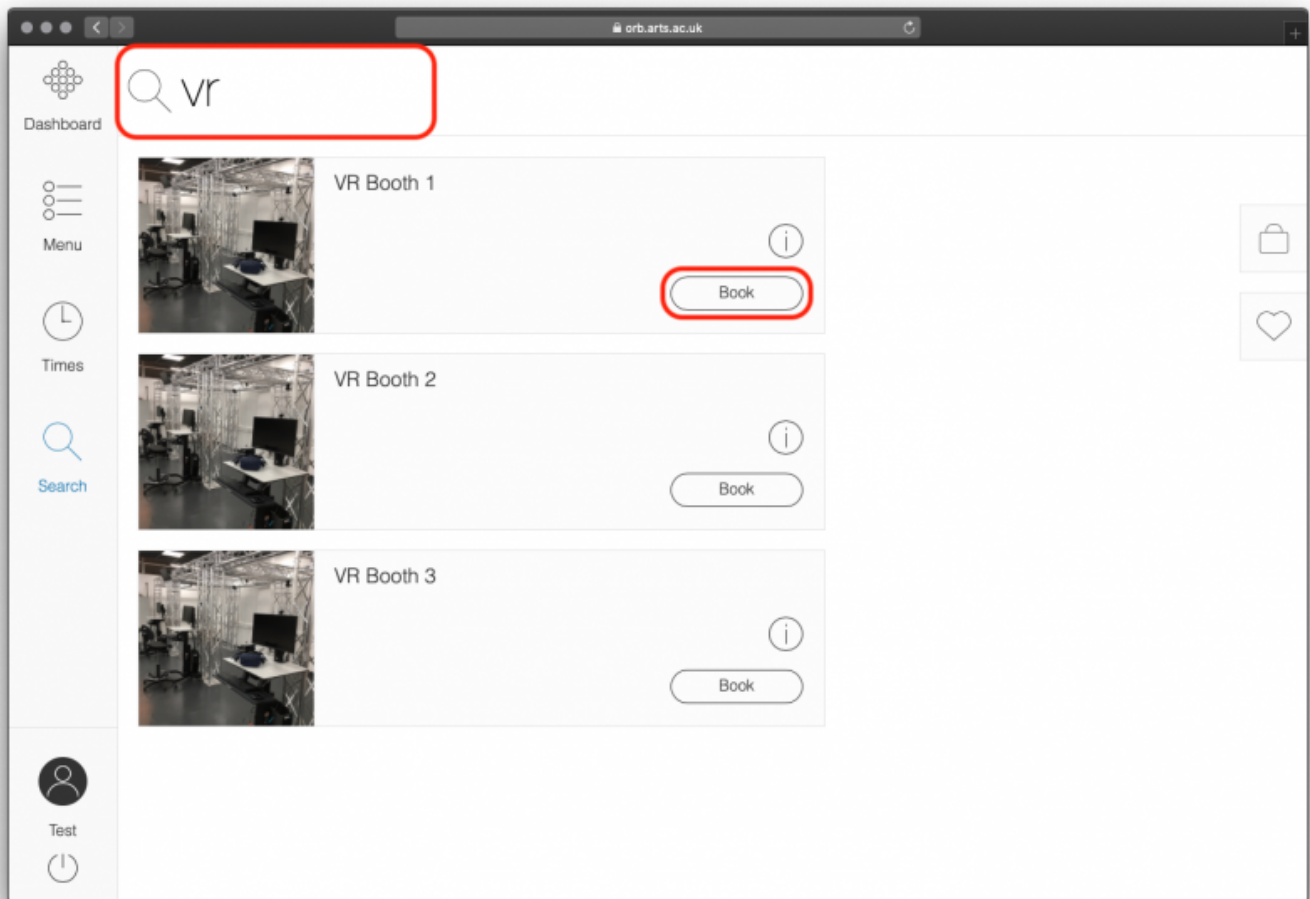 orb.arts.ac.uk
vr
Dashboard
Menu
Times
Search
Test
VR Booth 1
Book
VR Booth 2
Book
VR Booth 3
Book